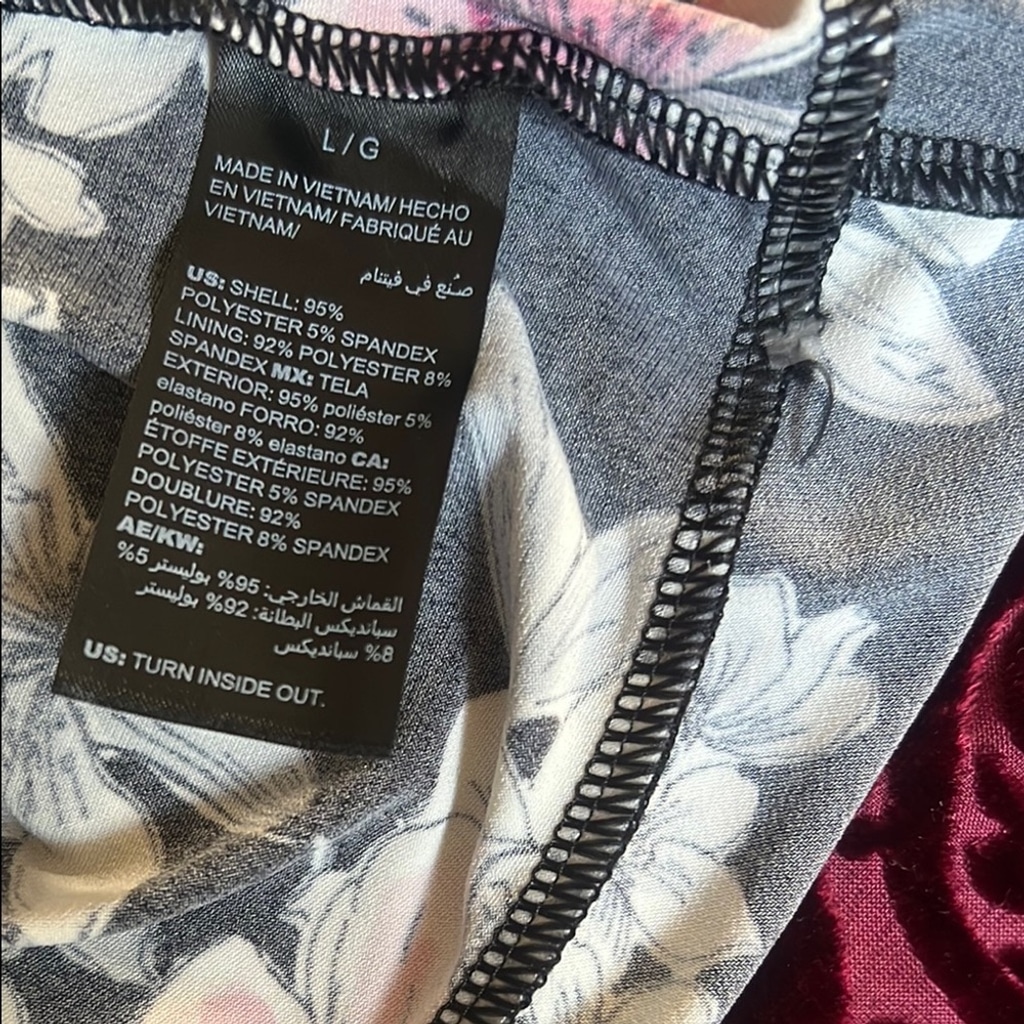 L/G
MADE IN VIETNAM/ HECHO
EN VIETNAM/ FABRIQUÉ AU
VIETNAM/
صُنع في فيتنام
US: SHELL: 95%
POLYESTER 5% SPANDEX
LINING: 92% POLYESTER 8%
SPANDEX MX: TELA
EXTERIOR: 95% poliéster 5%
elastano FORRO: 92%
poliéster 8% elastano CA:
ÉTOFFE EXTÉRIEURE: 95%
POLYESTER 5% SPANDEX
DOUBLURE: 92%
POLYESTER 8% SPANDEX
AE/KW:
القماش الخارجي: 95% بوليستر 5%
سباندیکس البطانة: 92% بوليستر
8% سباندیکس
US: TURN INSIDE OUT.